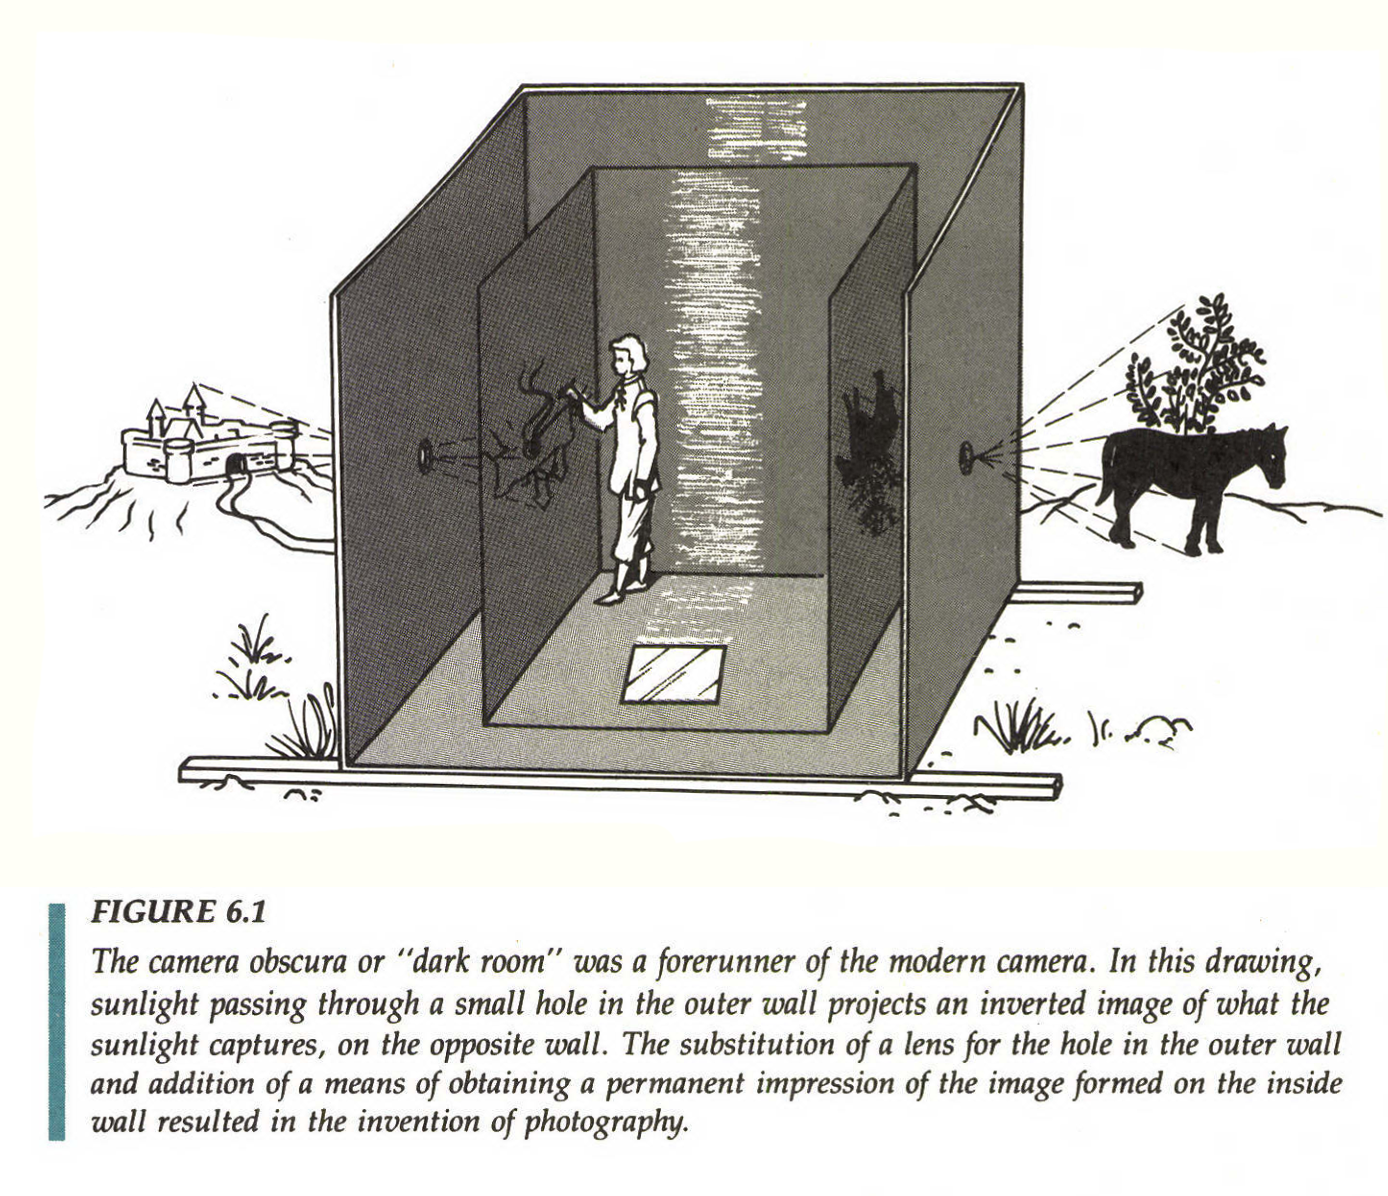 FIGURE 6.1
The camera obscura or “dark room” was a forerunner of the modern camera. In this drawing,
sunlight passing through a small hole in the outer wall projects an inverted image of what the
sunlight captures, on the opposite wall. The substitution of a lens for the hole in the outer wall
and addition of a means of obtaining a permanent impression of the image formed on the inside
wall resulted in the invention of photography.